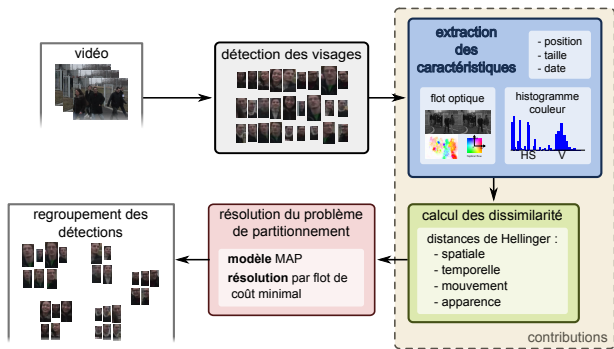 vidéo
détection des visages
extraction
des
caractéristiques
- position
- taille
- date
flot optique
histogramme
couleur
HS
V
calcul des dissimilarité
distances de Hellinger :
- spatiale
- temporelle
- mouvement
- apparence
contributions
résolution du problème
de partitionnement
modèle MAP
résolution par flot de
coût minimal
regroupement des
détections